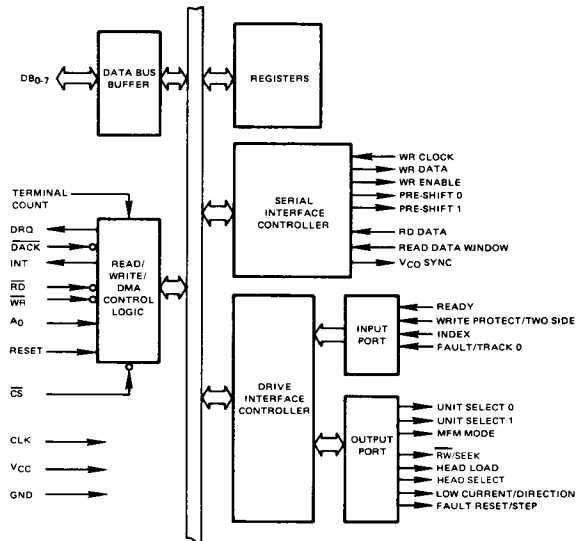 DB0-7
DATA BUS
BUFFER
REGISTERS
TERMINAL
COUNT
DRQ
DACK
INT
RD
WR
A0
RESET
CS
CLK
VCC
GND
READ/
WRITE/
DMA
CONTROL
LOGIC
SERIAL
INTERFACE
CONTROLLER
WR CLOCK
WR DATA
WR ENABLE
PRE-SHIFT 0
PRE-SHIFT 1
RD DATA
READ DATA WINDOW
VCO SYNC
DRIVE
INTERFACE
CONTROLLER
INPUT
PORT
READY
WRITE PROTECT/TWO SIDE
INDEX
FAULT/TRACK 0
OUTPUT
PORT
UNIT SELECT 0
UNIT SELECT 1
MFM MODE
RW/SEEK
HEAD LOAD
HEAD SELECT
LOW CURRENT/DIRECTION
FAULT RESET/STEP